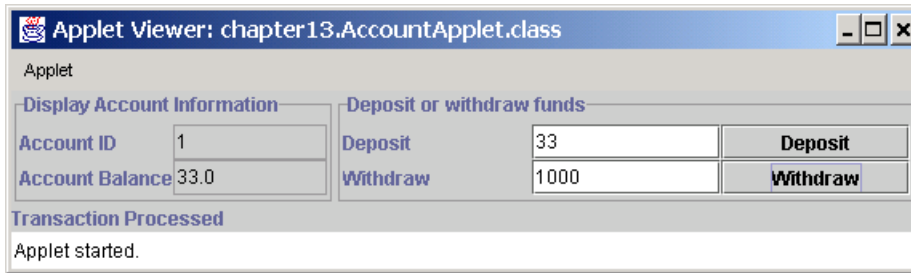 Applet Viewer: chapter13.AccountApplet.class
Applet
Display Account Information
Account ID 1
Account Balance 33.0
Deposit or withdraw funds
Deposit 33 Deposit
Withdraw 1000 Withdraw
Transaction Processed
Applet started.